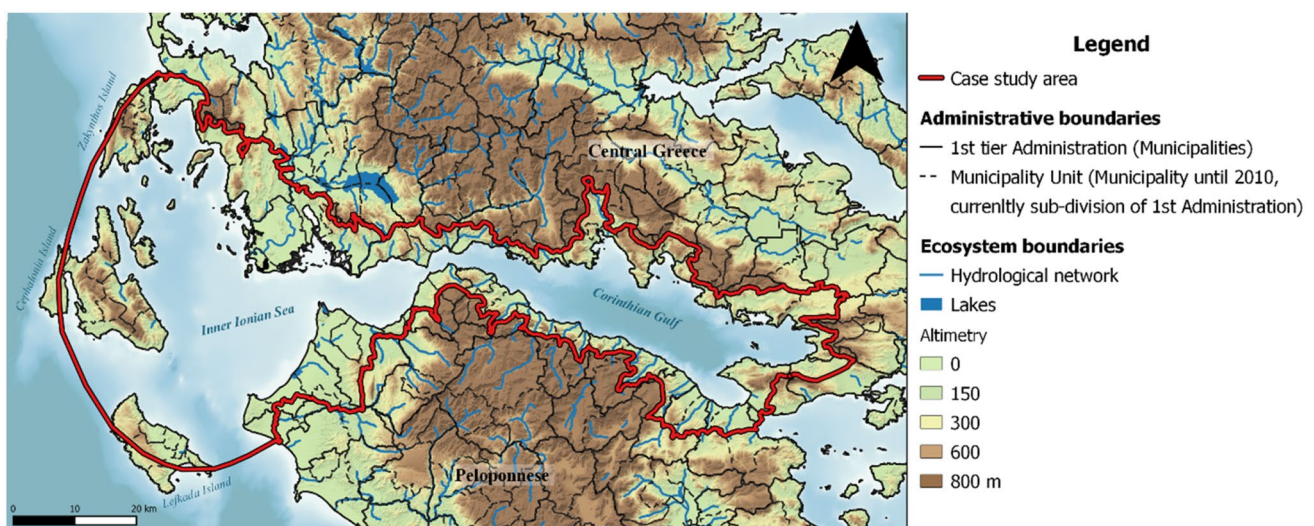 Zakynthos Island
Central Greece
Cephalonia Island
Inner Ionian Sea
Corinthian Gulf
Peloponnese
Lefkada Island
0 10 20 km
Legend
Case study area
Administrative boundaries
1st tier Administration (Municipalities)
Municipality Unit (Municipality until 2010,
currenltly sub-division of 1st Administration)
Ecosystem boundaries
Hydrological network
Lakes
Altimetry
0
150
300
600
800 m